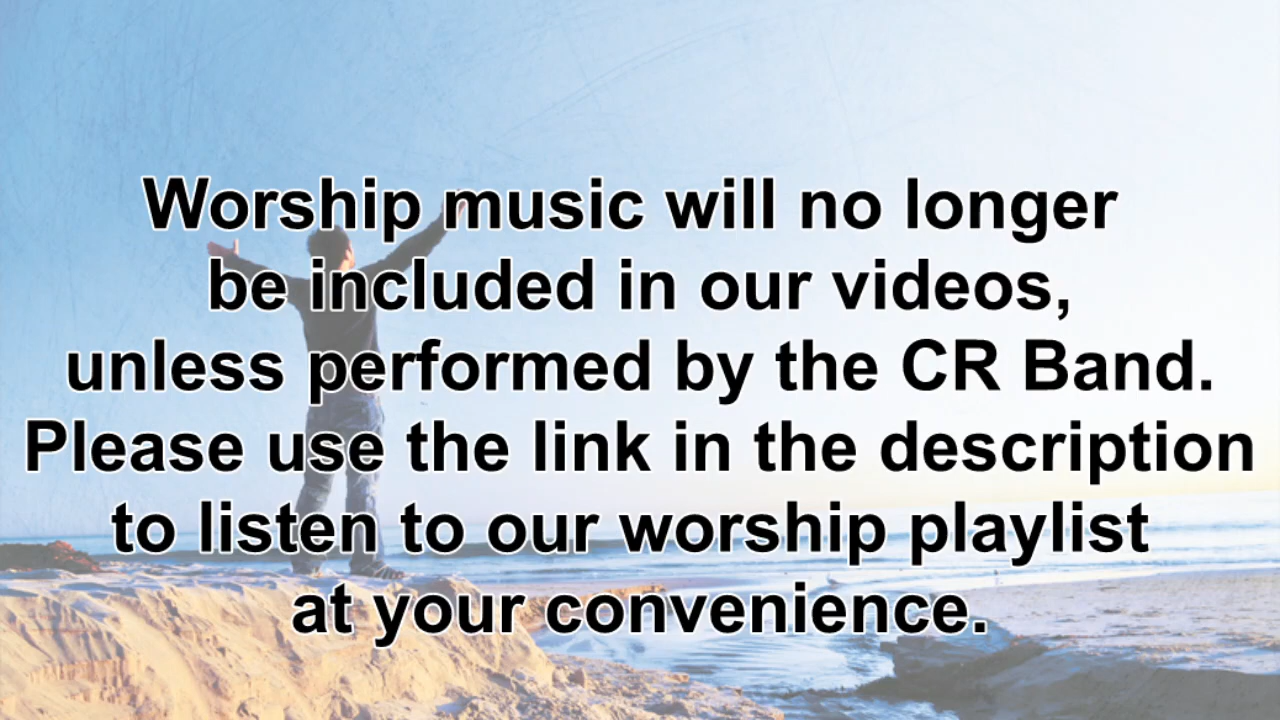 Worship music will no longer
be included in our videos,
unless performed by the CR Band.
Please use the link in the description
to listen to our worship playlist
at your convenience.